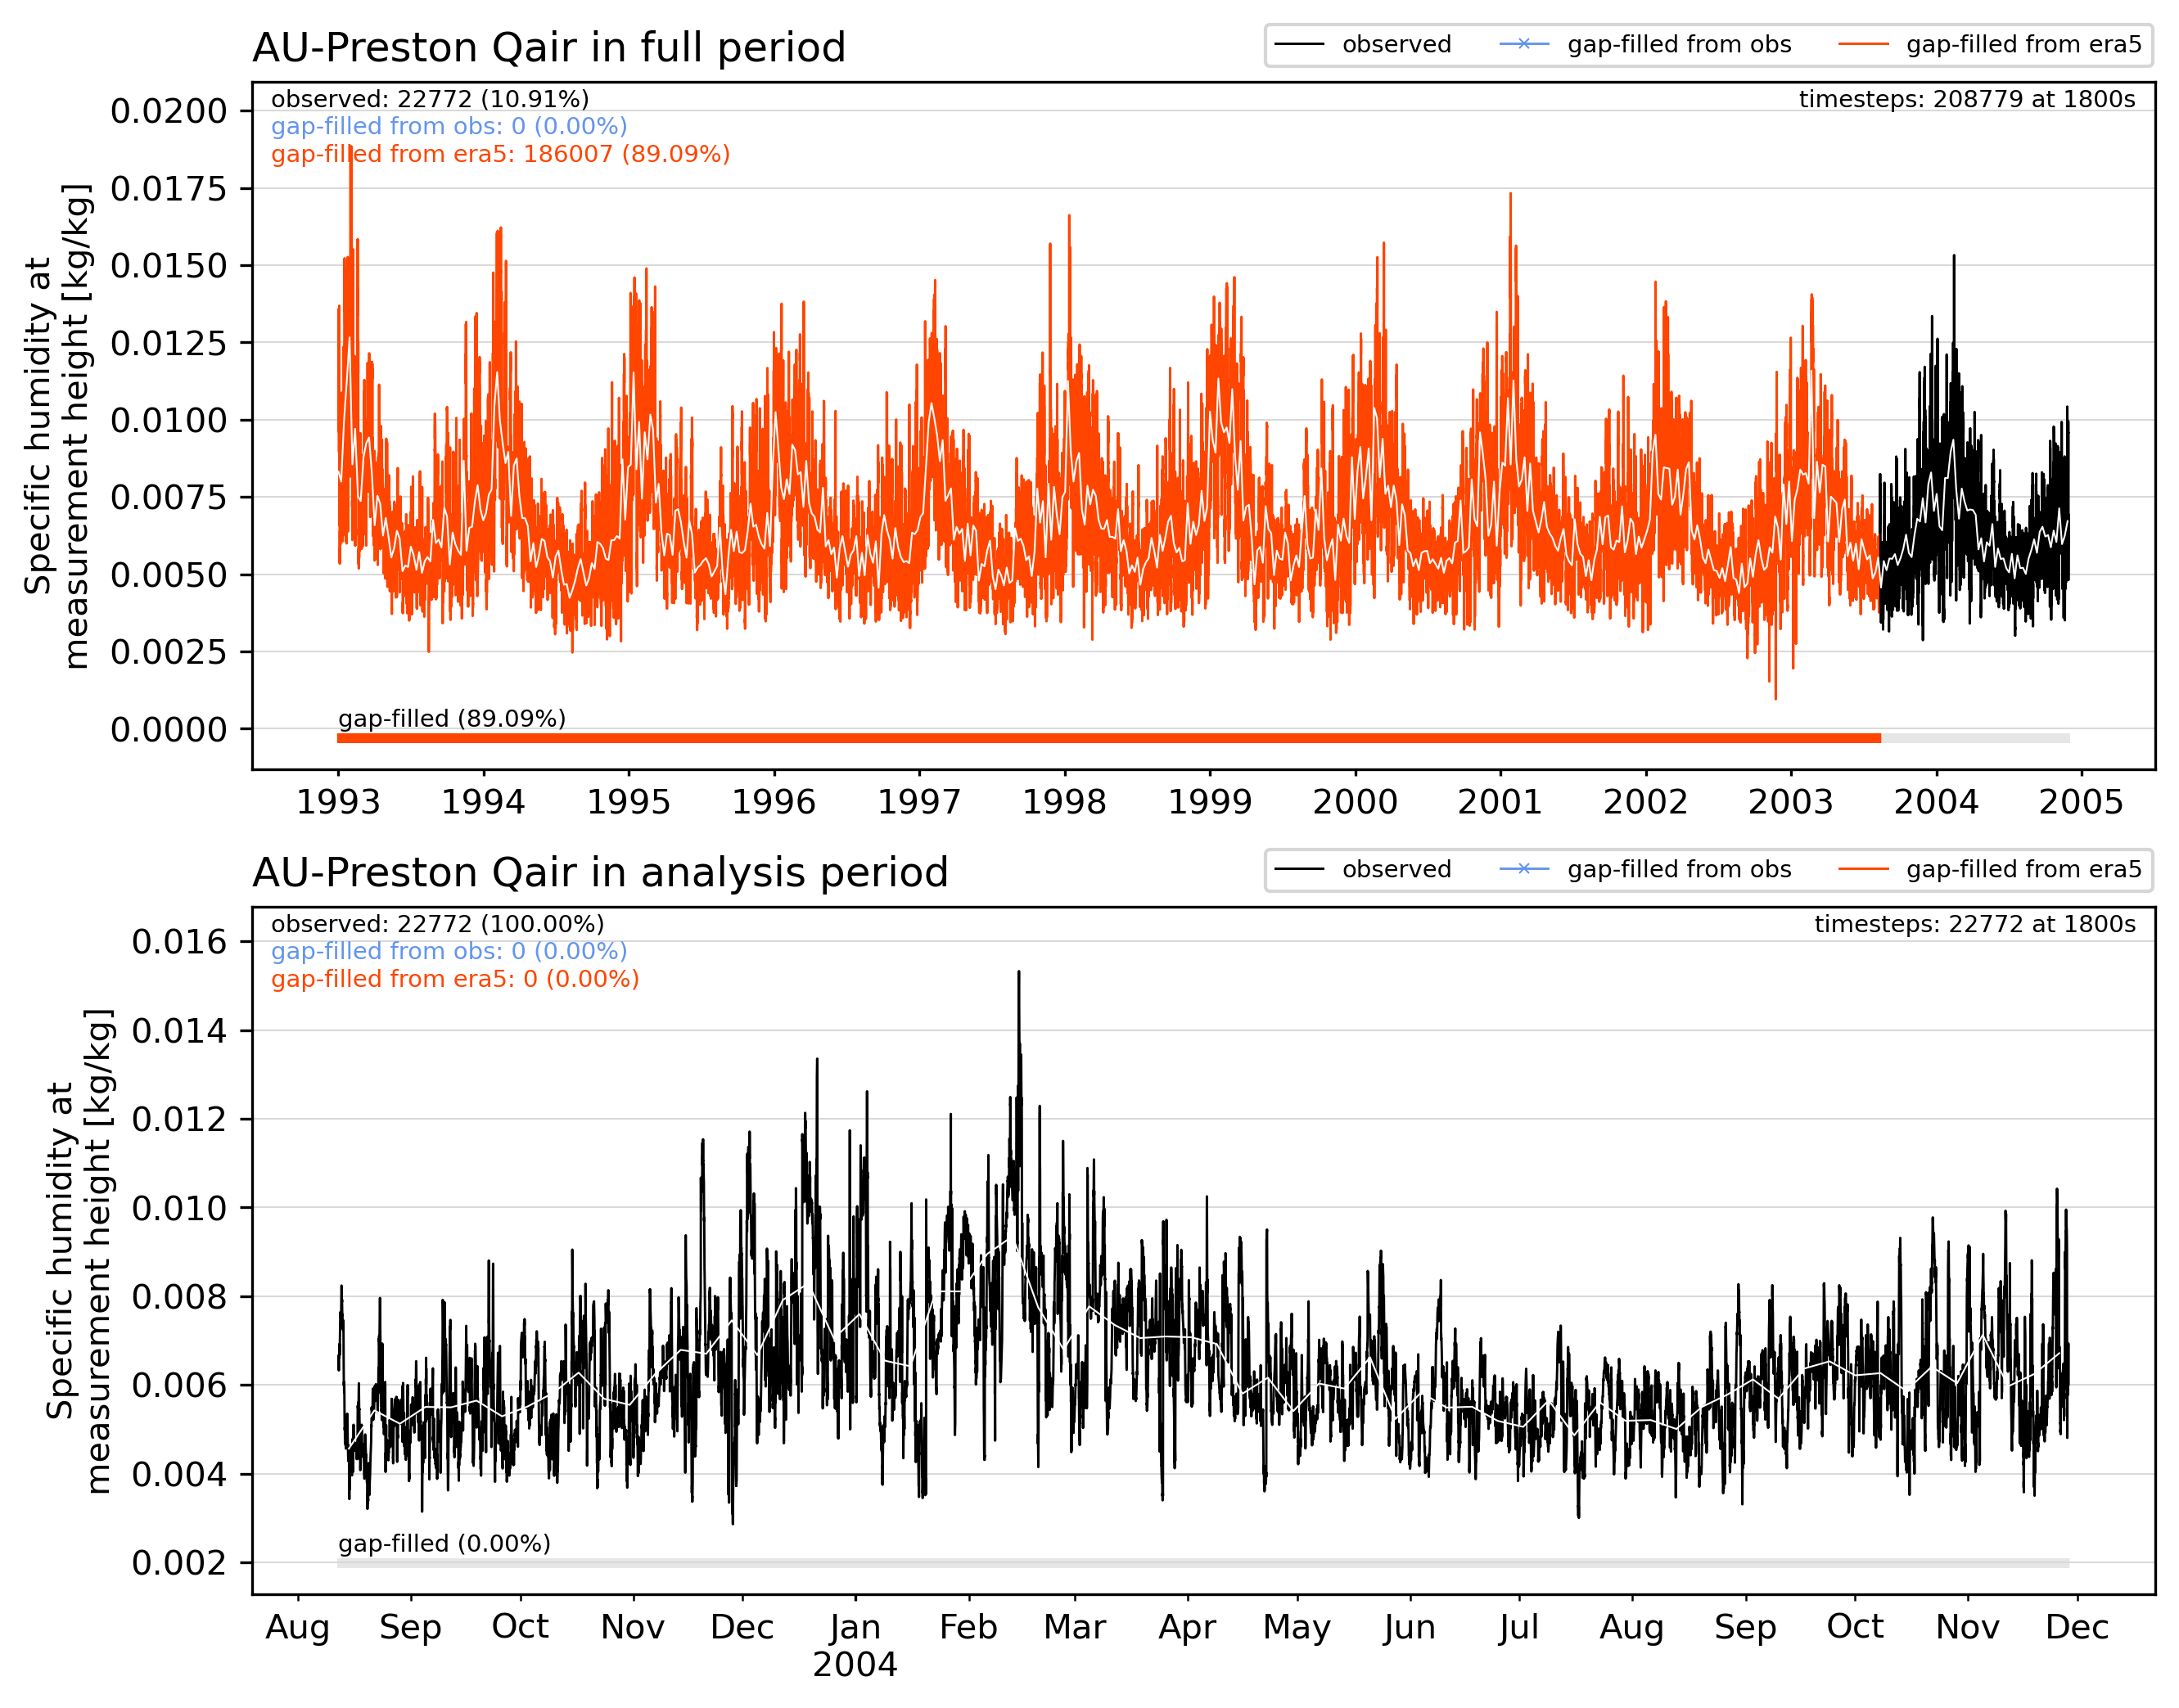 AU-Preston Qair in full period
observed
gap-filled from obs
gap-filled from era5
observed: 22772 (10.91%)
gap-filled from obs: 0 (0.00%)
gap-filled from era5: 186007 (89.09%)
timesteps: 208779 at 1800s
Specific humidity at
measurement height [kg/kg]
0.0200
0.0175
0.0150
0.0125
0.0100
0.0075
0.0050
0.0025
0.0000
gap-filled (89.09%)
1993 1994 1995 1996 1997 1998 1999 2000 2001 2002 2003 2004 2005
AU-Preston Qair in analysis period
observed
gap-filled from obs
gap-filled from era5
observed: 22772 (100.00%)
gap-filled from obs: 0 (0.00%)
gap-filled from era5: 0 (0.00%)
timesteps: 22772 at 1800s
Specific humidity at
measurement height [kg/kg]
0.016
0.014
0.012
0.010
0.008
0.006
0.004
0.002
gap-filled (0.00%)
Aug Sep Oct Nov Dec Jan Feb Mar Apr May Jun Jul Aug Sep Oct Nov Dec
2004